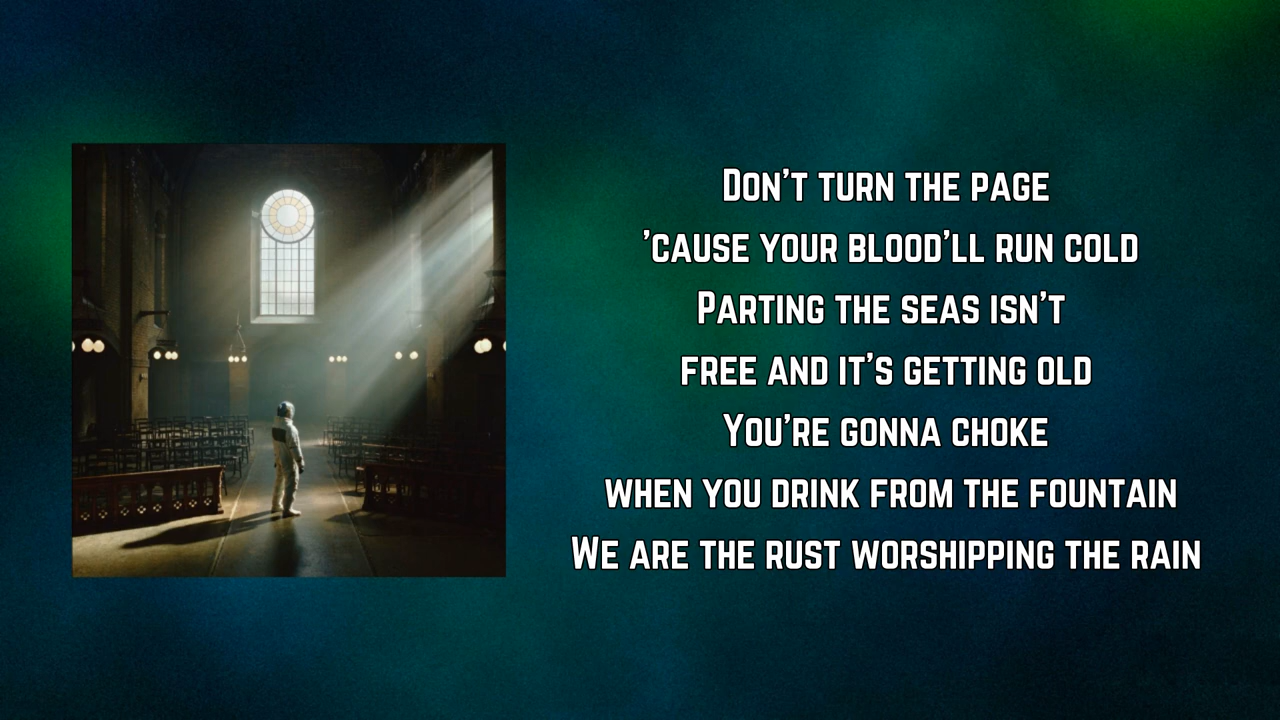 Don't turn the page
'cause your blood'll run cold
Parting the seas isn't
free and it's getting old
You're gonna choke
when you drink from the fountain
We are the rust worshipping the rain